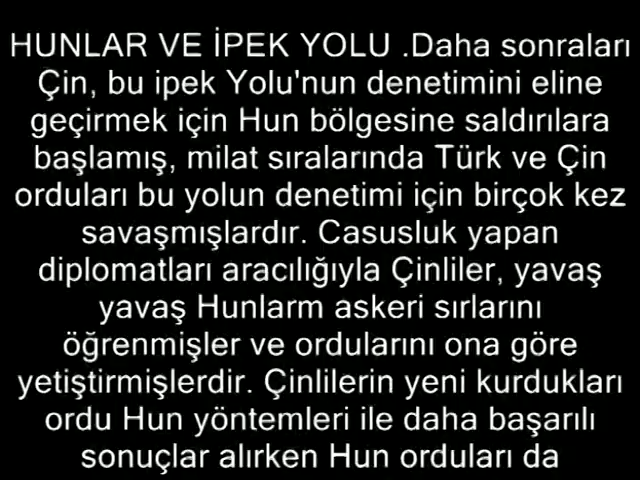 HUNLAR VE İPEK YOLU .Daha sonraları
Çin, bu ipek Yolu'nun denetimini eline
geçirmek için Hun bölgesine saldırılara
başlamış, milat sıralarında Türk ve Çin
orduları bu yolun denetimi için birçok kez
savaşmışlardır. Casusluk yapan
diplomatları aracılığıyla Çinliler, yavaş
yavaş Hunlarm askeri sırlarını
öğrenmişler ve ordularını ona göre
yetiştirmişlerdir. Çinlilerin yeni kurdukları
ordu Hun yöntemleri ile daha başarılı
sonuçlar alırken Hun orduları da